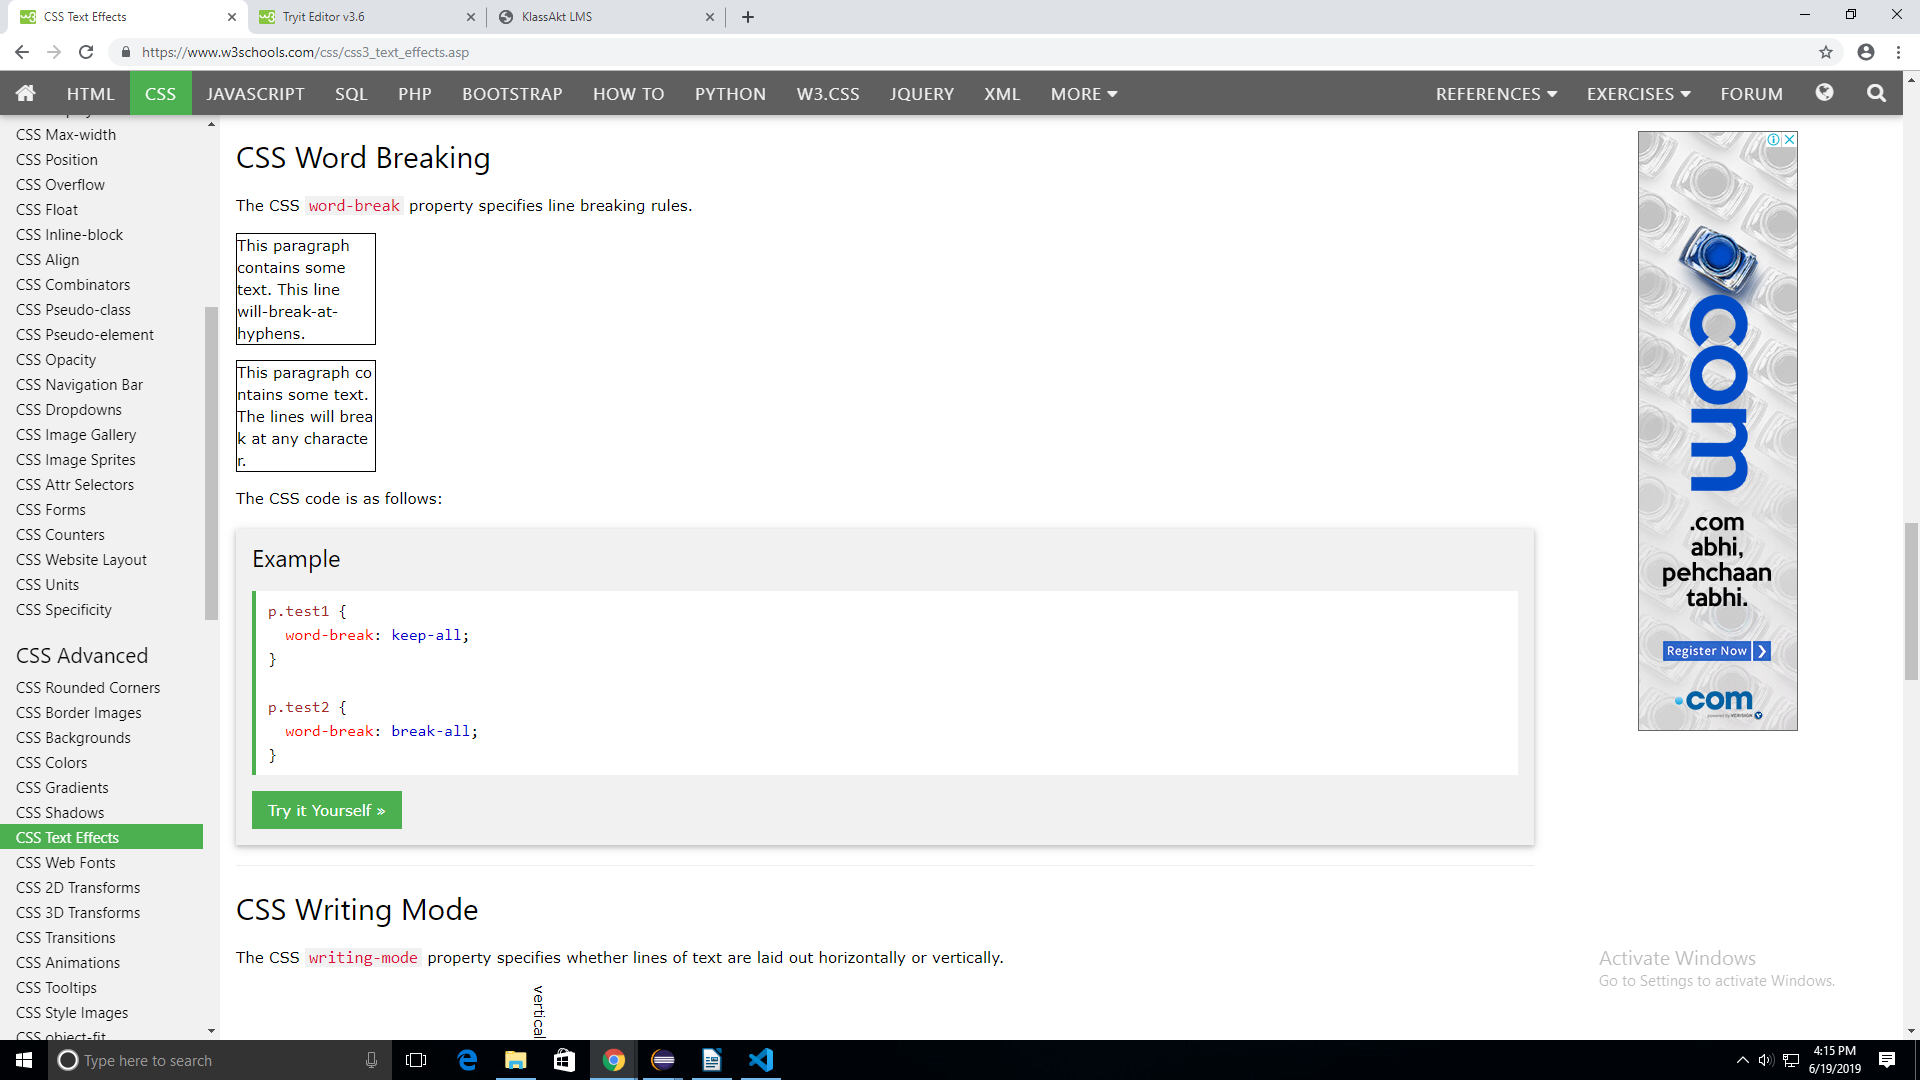 CSS Text Effects
Tryit Editor v3.6
KlassAkt LMS
https://www.w3schools.com/css/css3_text_effects.asp
HTML CSS JAVASCRIPT SQL PHP BOOTSTRAP HOW TO PYTHON W3.CSS JQUERY XML MORE REFERENCES EXERCISES FORUM
CSS Max-width
CSS Position
CSS Overflow
CSS Float
CSS Inline-block
CSS Align
CSS Combinators
CSS Pseudo-class
CSS Pseudo-element
CSS Opacity
CSS Navigation Bar
CSS Dropdowns
CSS Image Gallery
CSS Image Sprites
CSS Attr Selectors
CSS Forms
CSS Counters
CSS Website Layout
CSS Units
CSS Specificity
CSS Advanced
CSS Rounded Corners
CSS Border Images
CSS Backgrounds
CSS Colors
CSS Gradients
CSS Shadows
CSS Text Effects
CSS Web Fonts
CSS 2D Transforms
CSS 3D Transforms
CSS Transitions
CSS Animations
CSS Tooltips
CSS Style Images
CSS object-fit
CSS Word Breaking
The CSS word-break property specifies line breaking rules.
This paragraph
contains some
text. This line
will-break-at-
hyphens.
This paragraph co
ntains some text.
The lines will brea
k at any characte
r.
The CSS code is as follows:
Example
p.test1 {
word-break: keep-all;
}
p.test2 {
word-break: break-all;
}
Try it Yourself »
CSS Writing Mode
The CSS writing-mode property specifies whether lines of text are laid out horizontally or vertically.
vertical
com
.com
abhi,
pehchaan
tabhi.
Register Now ❯
.com
powered by VERISIGN
Activate Windows
Go to Settings to activate Windows.
Type here to search
4:15 PM
6/19/2019